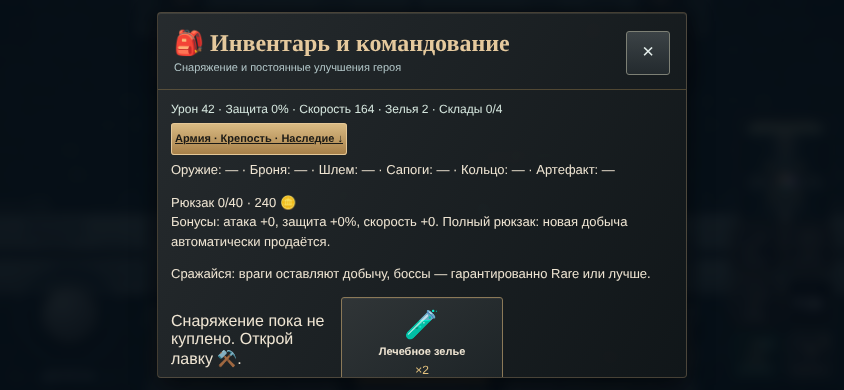 Инвентарь и командование
×
Снаряжение и постоянные улучшения героя
Урон 42 · Защита 0% · Скорость 164 · Зелья 2 · Склады 0/4
Армия · Крепость · Наследие ↓
Оружие: — · Броня: — · Шлем: — · Сапоги: — · Кольцо: — · Артефакт: —
Рюкзак 0/40 · 240
Бонусы: атака +0, защита +0%, скорость +0. Полный рюкзак: новая добыча
автоматически продаётся.
Сражайся: враги оставляют добычу, боссы — гарантированно Rare или лучше.
Снаряжение пока не
куплено. Открой
лавку ⚒️.
Лечебное зелье
×2